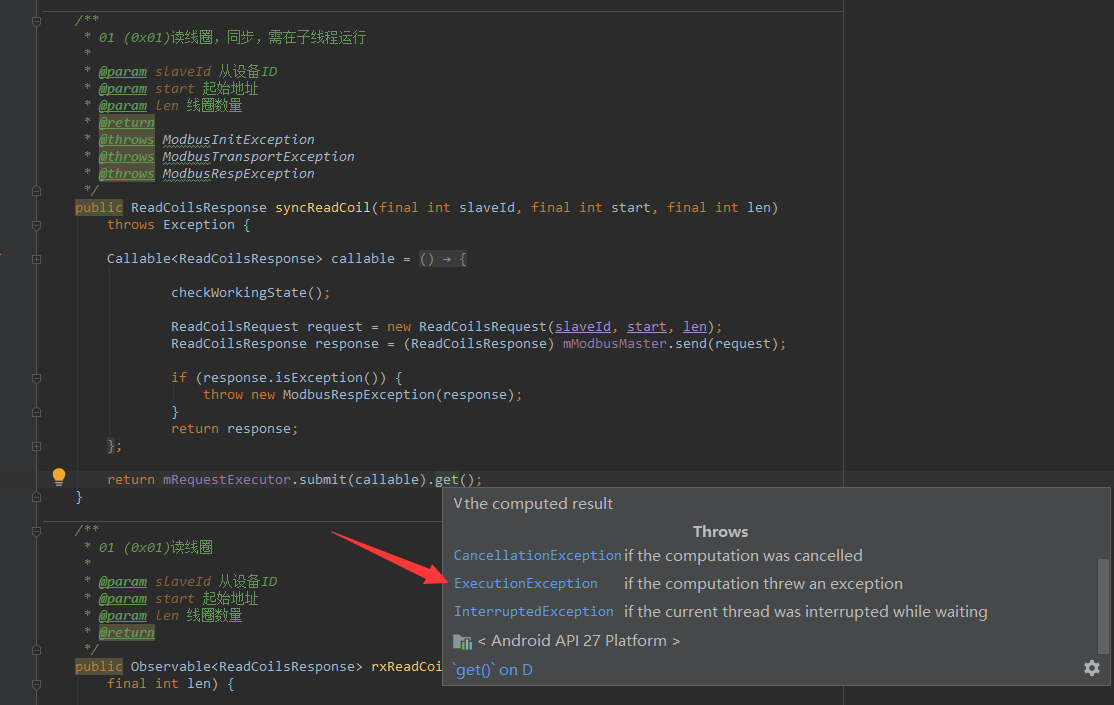 /**
* 01 (0x01)读线圈，同步，需在子线程运行
*
* @param slaveId 从设备ID
* @param start 起始地址
* @param len 线圈数量
* @return
* @throws ModbusInitException
* @throws ModbusTransportException
* @throws ModbusRespException
*/
public ReadCoilsResponse syncReadCoil(final int slaveId, final int start, final int len)
throws Exception {
Callable<ReadCoilsResponse> callable = () → {
checkWorkingState();
ReadCoilsRequest request = new ReadCoilsRequest(slaveId, start, len);
ReadCoilsResponse response = (ReadCoilsResponse) mModbusMaster.send(request);
if (response.isException()) {
throw new ModbusRespException(response);
}
return response;
};
return mRequestExecutor.submit(callable).get();
}
V the computed result
Throws
CancellationException if the computation was cancelled
ExecutionException if the computation threw an exception
InterruptedException if the current thread was interrupted while waiting
< Android API 27 Platform >
`get()` on D
/**
* 01 (0x01)读线圈
*
* @param slaveId 从设备ID
* @param start 起始地址
* @param len 线圈数量
* @return
*/
public Observable<ReadCoilsResponse> rxReadCoi
final int len) {